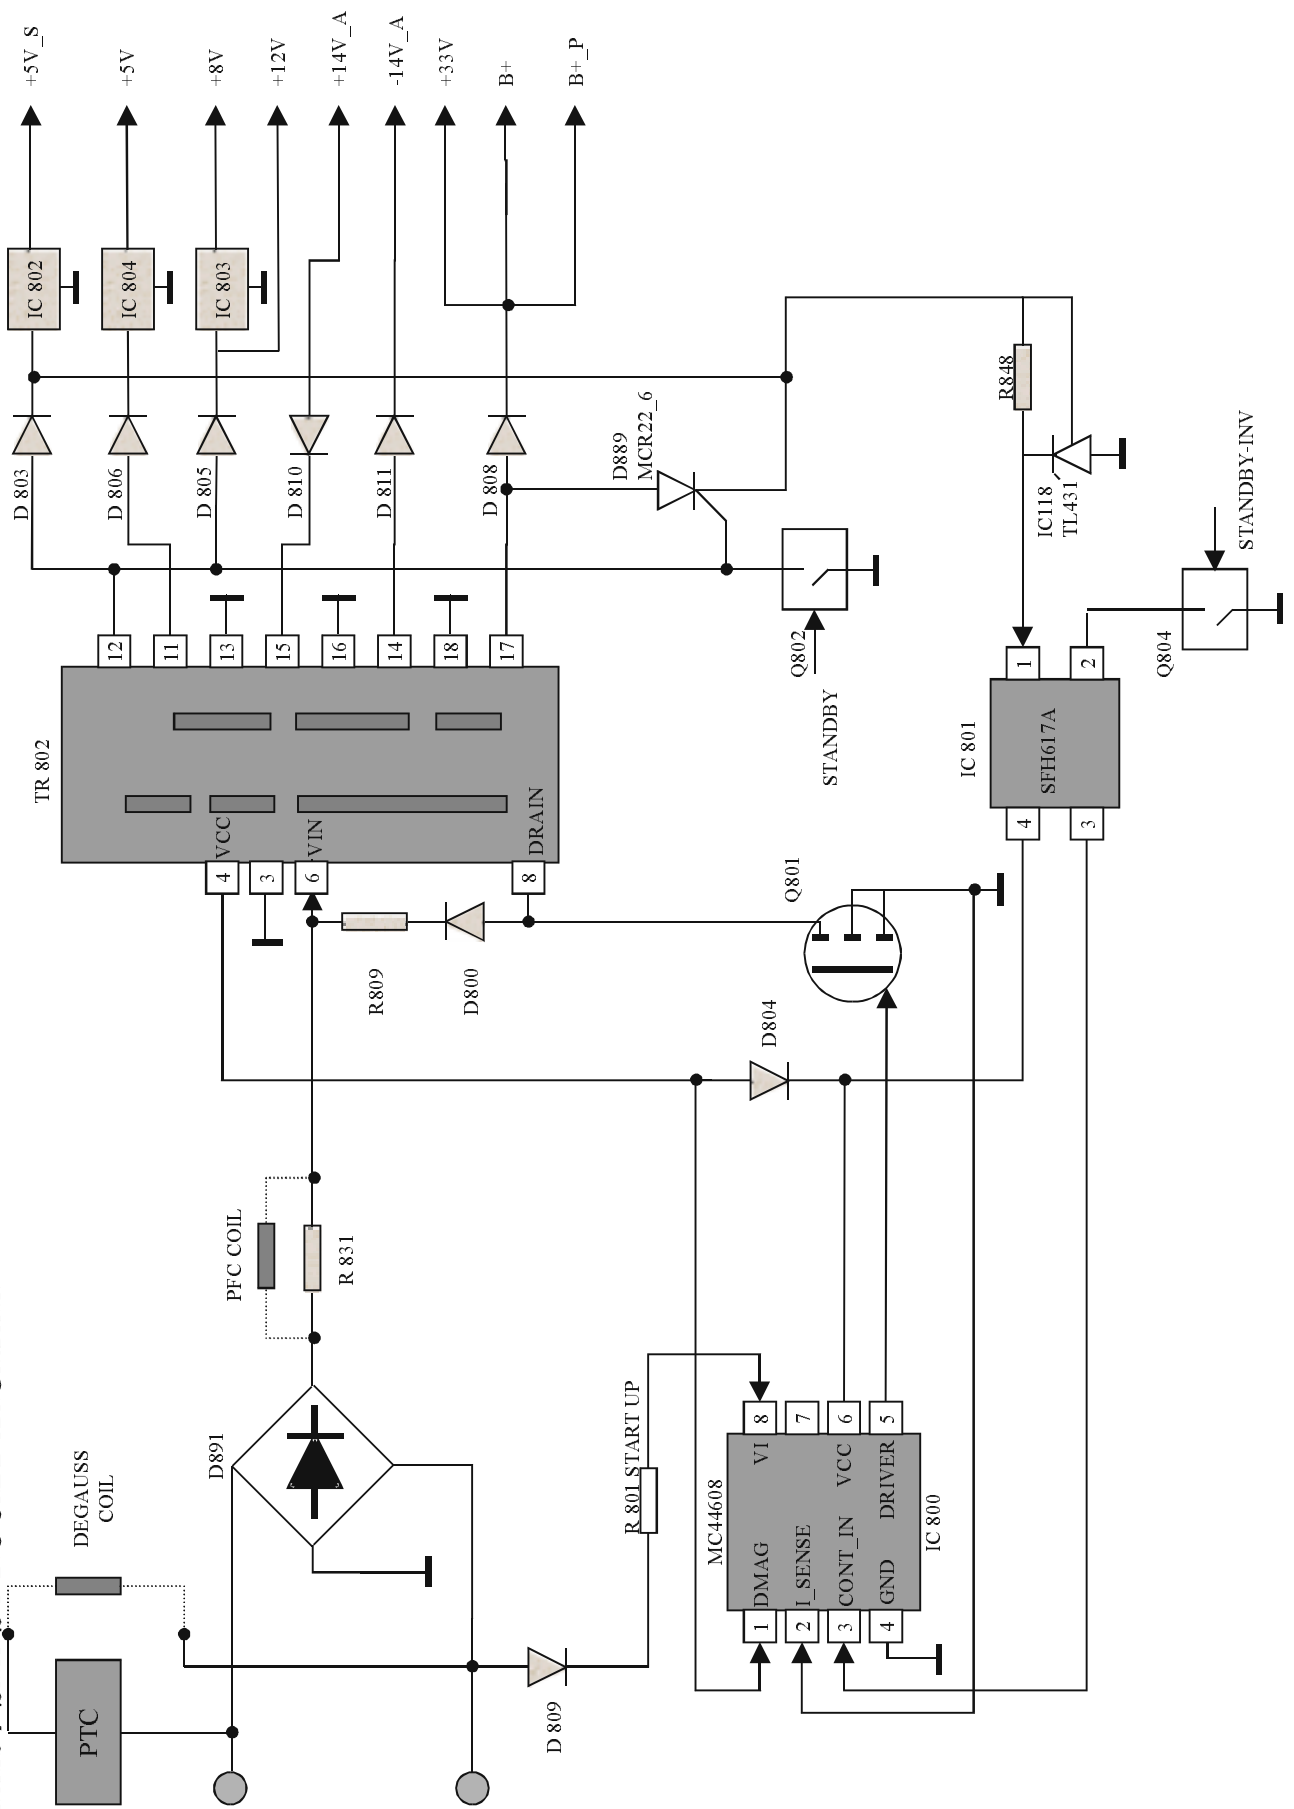 +5V_S
+5V
+8V
+12V
+14V_A
-14V_A
+33V
B+
B+_P
IC 802
IC 804
IC 803
D 803
D 806
D 805
D 810
D 811
D 808
D889
MCR22_6
R848
IC118
TL431
STANDBY-INV
Q804
Q802
STANDBY
12
11
13
15
16
14
18
17
TR 802
VCC
VIN
DRAIN
4
3
6
8
IC 801
SFH617A
1
2
4
3
Q801
R809
D800
D804
PFC COIL
R 831
D891
DEGAUSS
COIL
PTC
D 809
R 801 START UP
MC44608
IC 800
8
7
6
5
VI
VCC
DRIVER
DMAG
I_SENSE
CONT_IN
GND
1
2
3
4